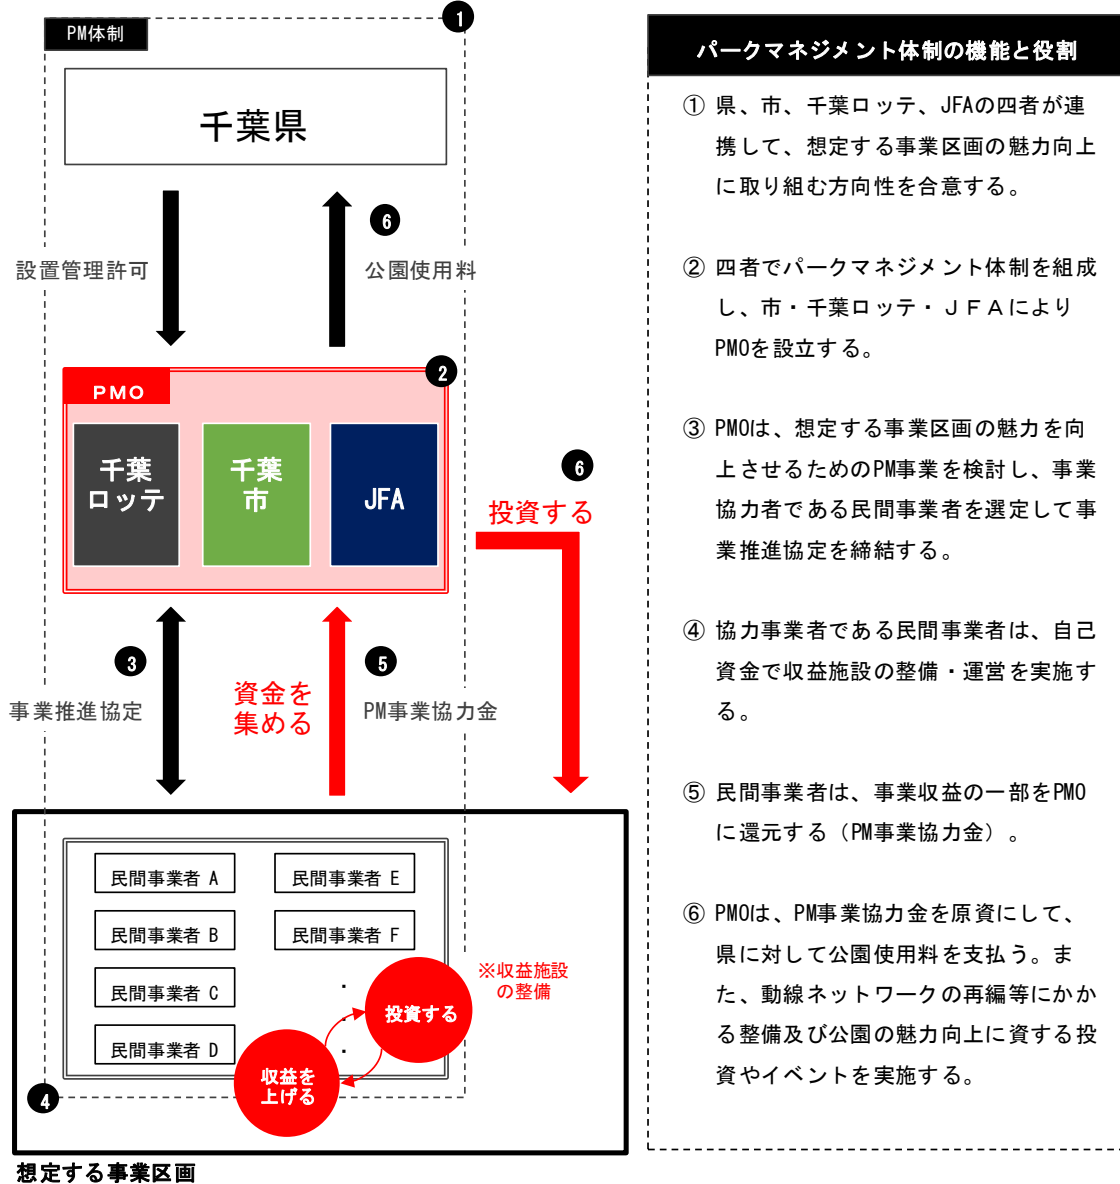 PM体制
1
千葉県
設置管理許可
6
公園使用料
2
PMO
千葉
ロッテ
千葉
市
JFA
6
投資する
3
事業推進協定
資金を
集める
5
PM事業協力金
民間事業者 A
民間事業者 E
民間事業者 B
民間事業者 F
民間事業者 C
民間事業者 D
・
・
・
※収益施設
の整備
投資する
収益を
上げる
4
想定する事業区画
パークマネジメント体制の機能と役割
① 県、市、千葉ロッテ、JFAの四者が連
携して、想定する事業区画の魅力向上
に取り組む方向性を合意する。
② 四者でパークマネジメント体制を組成
し、市・千葉ロッテ・ＪＦＡにより
PMOを設立する。
③ PMOは、想定する事業区画の魅力を向
上させるためのPM事業を検討し、事業
協力者である民間事業者を選定して事
業推進協定を締結する。
④ 協力事業者である民間事業者は、自己
資金で収益施設の整備・運営を実施す
る。
⑤ 民間事業者は、事業収益の一部をPMO
に還元する（PM事業協力金）。
⑥ PMOは、PM事業協力金を原資にして、
県に対して公園使用料を支払う。ま
た、動線ネットワークの再編等にかか
る整備及び公園の魅力向上に資する投
資やイベントを実施する。